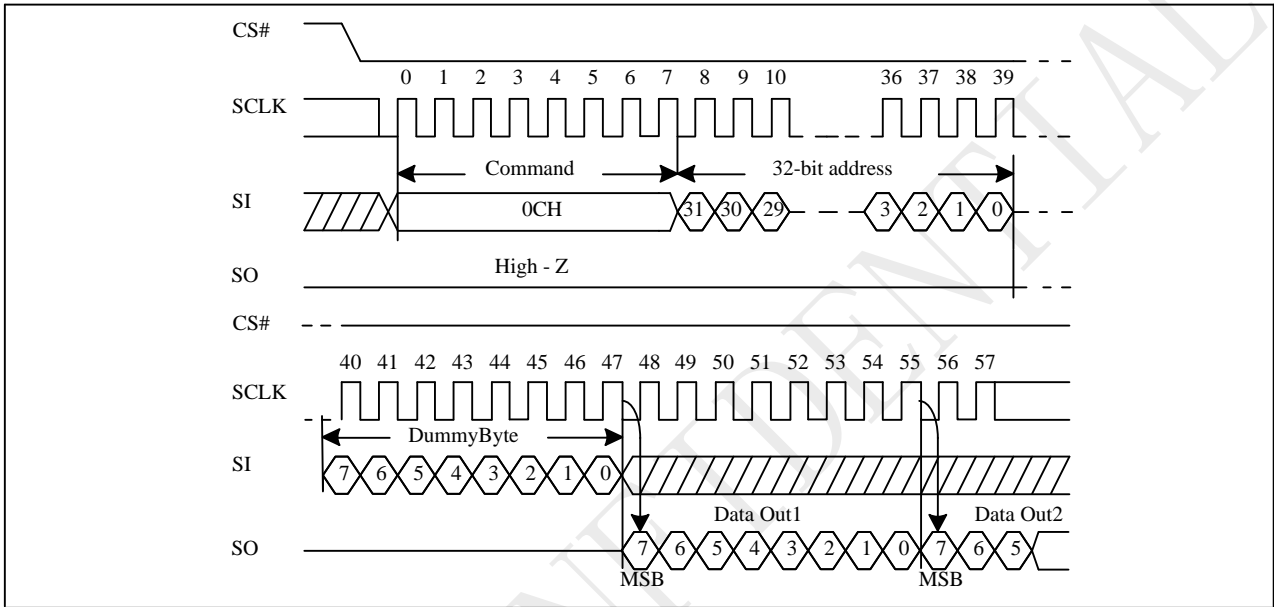 CS#
0 1 2 3 4 5 6 7 8 9 10 36 37 38 39
SCLK
Command 32-bit address
SI 0CH 31 30 29 3 2 1 0
SO High - Z
CS#
40 41 42 43 44 45 46 47 48 49 50 51 52 53 54 55 56 57
SCLK
DummyByte
SI 7 6 5 4 3 2 1 0
Data Out1 Data Out2
SO 7 6 5 4 3 2 1 0 7 6 5
MSB MSB